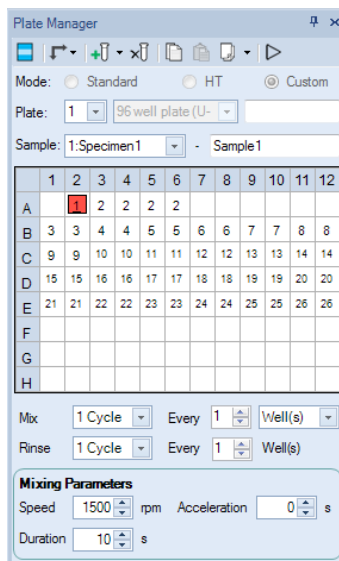 Plate Manager
Mode: Standard HT Custom
Plate: 1 96 well plate (U-
Sample: 1:Specimen1 - Sample1
1 2 3 4 5 6 7 8 9 10 11 12
A 1 2 2 2 2
B 3 3 4 4 5 5 6 6 7 7 8 8
C 9 9 10 10 11 11 12 12 13 13 14 14
D 15 15 16 16 17 17 18 18 19 19 20 20
E 21 21 22 22 23 23 24 24 25 25 26 26
F
G
H
Mix 1 Cycle Every 1 Well(s)
Rinse 1 Cycle Every 1 Well(s)
Mixing Parameters
Speed 1500 rpm Acceleration 0 s
Duration 10 s